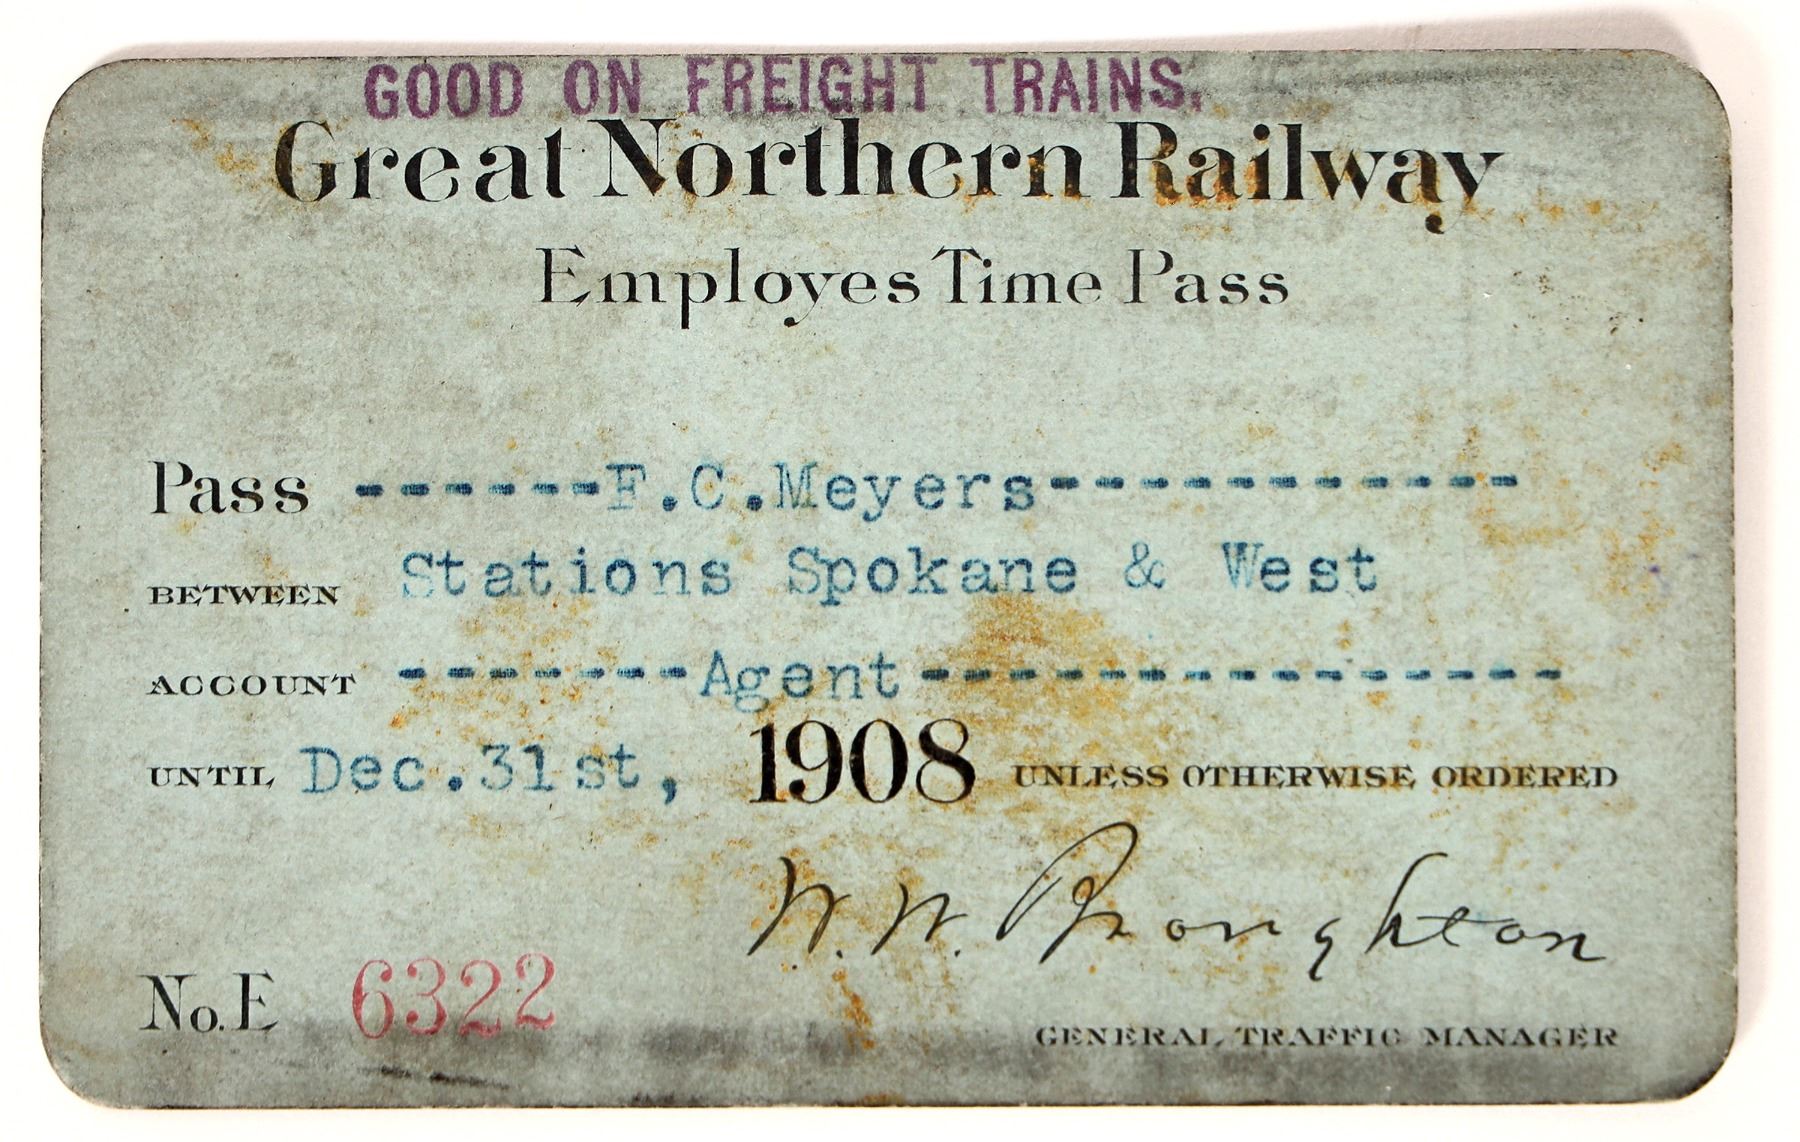 GOOD ON FREIGHT TRAINS.
Great Northern Railway
Employes Time Pass
Pass -------F.C.Meyers------------
BETWEEN Stations Spokane & West
ACCOUNT --------Agent----------------
UNTIL Dec.31st, 1908 UNLESS OTHERWISE ORDERED
W. W. Broughton
No. E 6322
GENERAL TRAFFIC MANAGER